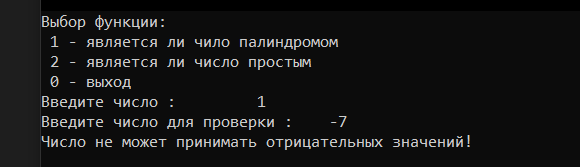 Выбор функции:
1 - является ли чило палиндромом
2 - является ли число простым
0 - выход
Введите число : 1
Введите число для проверки : -7
Число не может принимать отрицательных значений!